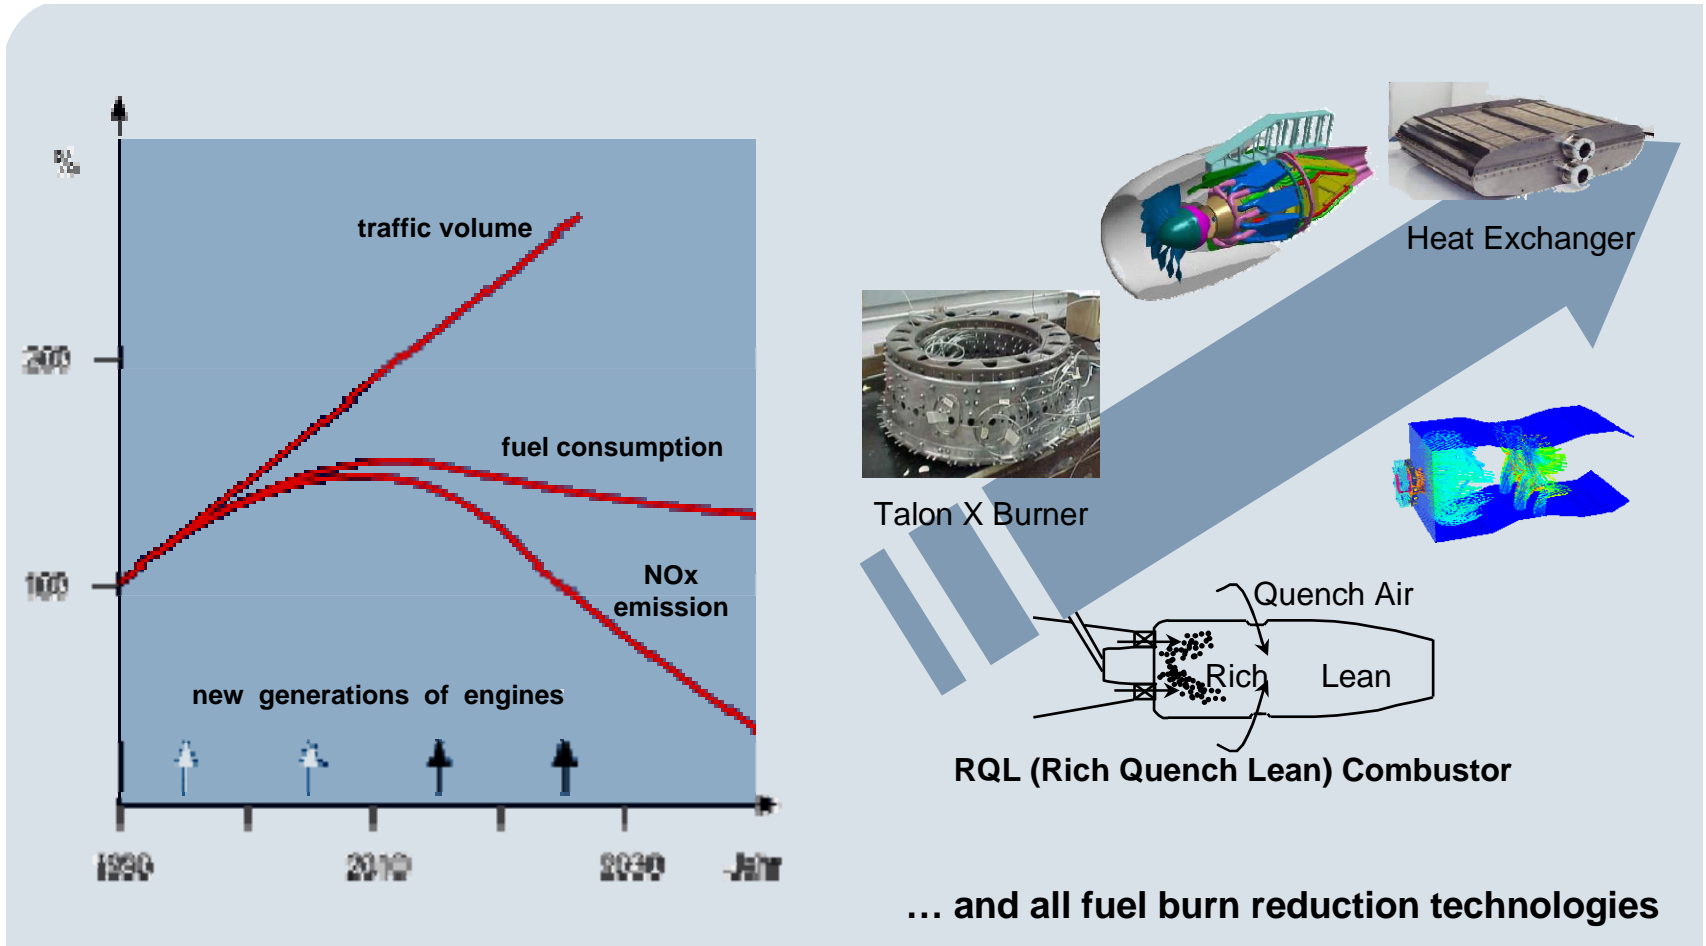 %
traffic volume
200
fuel consumption
100
NOx
emission
new generations of engines
1990
2010
2030
Jahr
Heat Exchanger
Talon X Burner
Quench Air
Rich
Lean
RQL (Rich Quench Lean) Combustor
... and all fuel burn reduction technologies